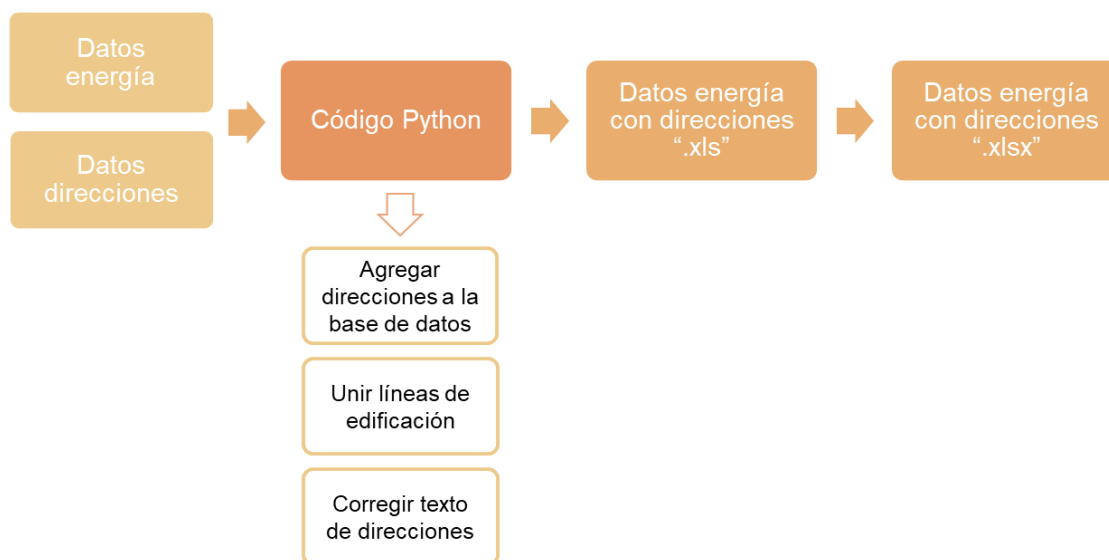 Datos
energía
Datos
direcciones
Código Python
Datos energía
con direcciones
“.xls”
Datos energía
con direcciones
“.xlsx”
Agregar
direcciones a la
base de datos
Unir líneas de
edificación
Corregir texto
de direcciones